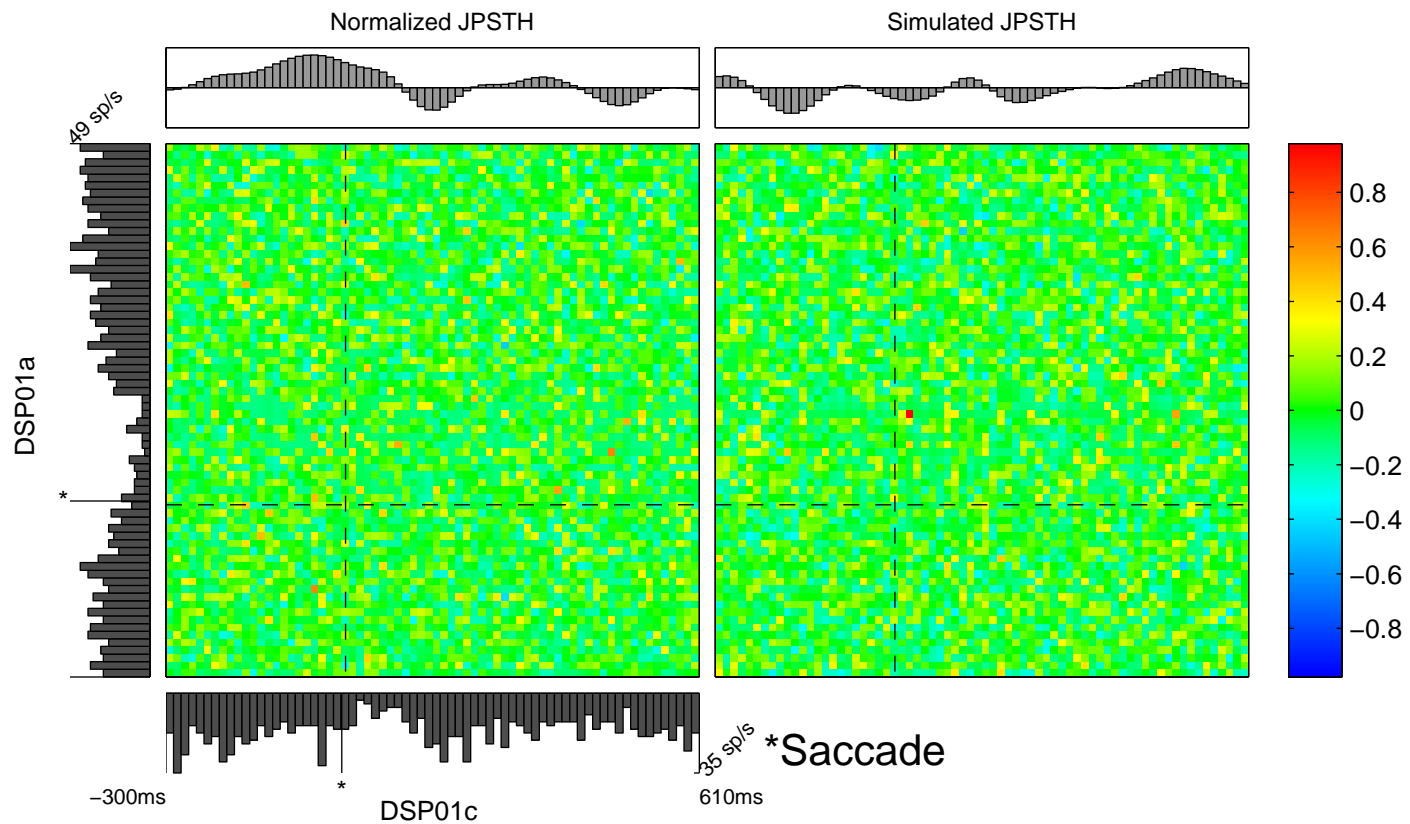 Normalized JPSTH
Simulated JPSTH
49 sp/s
DSP01a
*
0.8
0.6
0.4
0.2
0
−0.2
−0.4
−0.6
−0.8
35 sp/s
*Saccade
*
−300ms
610ms
DSP01c